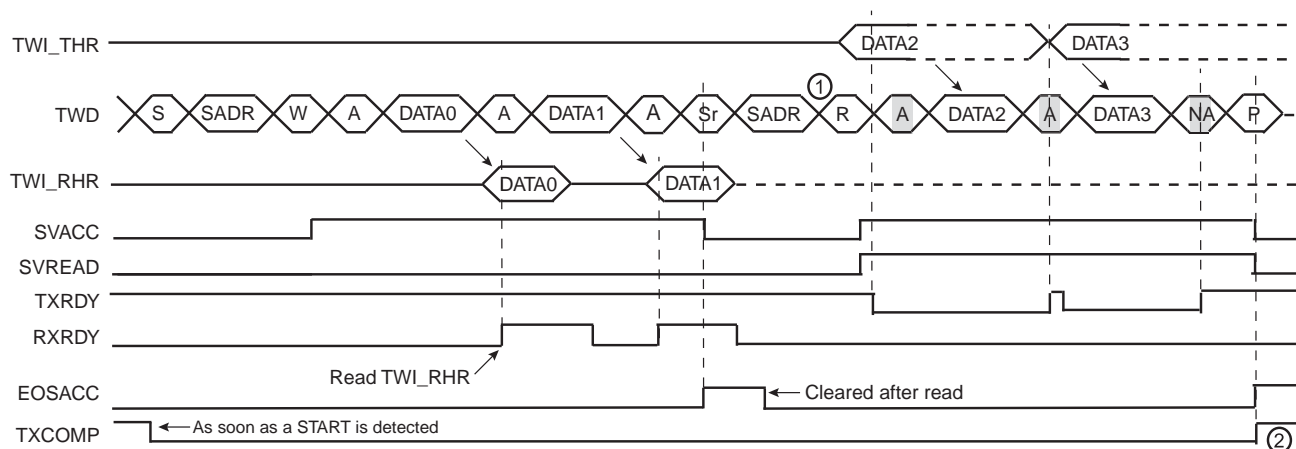 TWI_THR DATA2 DATA3
TWD S SADR W A DATA0 A DATA1 A Sr SADR ① R A DATA2 A DATA3 NA P
TWI_RHR DATA0 DATA1
SVACC
SVREAD
TXRDY
RXRDY
Read TWI_RHR
EOSACC Cleared after read
TXCOMP As soon as a START is detected ②